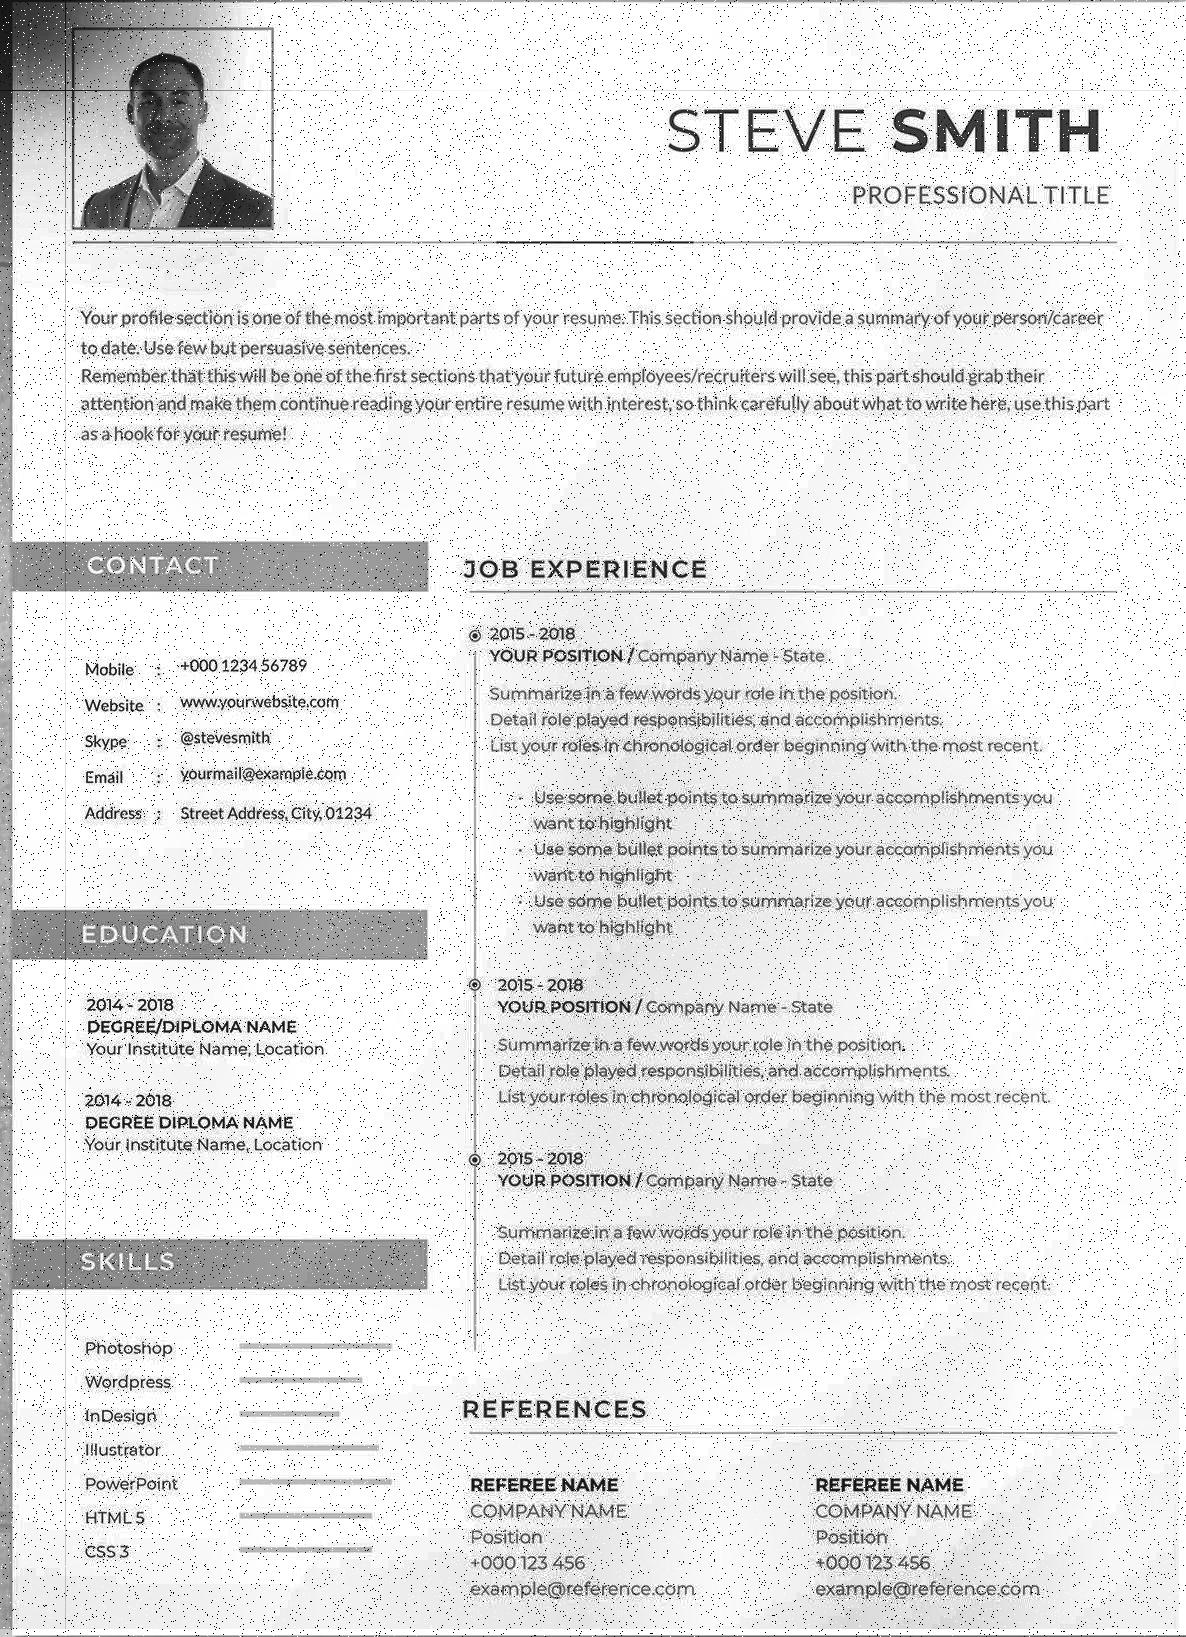 STEVE SMITH
PROFESSIONAL TITLE
Your profile section is one of the most important parts of your resume. This section should provide a summary of your person/career
to date. Use few but persuasive sentences.
Remember that this will be one of the first sections that your future employees/recruiters will see, this part should grab their
attention and make them continue reading your entire resume with interest, so think carefully about what to write here, use this part
as a hook for your resume!
CONTACT
Mobile : +000 1234 56789
Website : www.yourwebsite.com
Skype : @stevesmith
Email : yourmail@example.com
Address : Street Address, City, 01234
EDUCATION
2014 - 2018
DEGREE/DIPLOMA NAME
Your Institute Name, Location
2014 - 2018
DEGREE DIPLOMA NAME
Your Institute Name, Location
SKILLS
Photoshop
Wordpress
InDesign
Illustrator
PowerPoint
HTML 5
CSS 3
JOB EXPERIENCE
2015 - 2018
YOUR POSITION / Company Name - State
Summarize in a few words your role in the position.
Detail role played responsibilities, and accomplishments.
List your roles in chronological order beginning with the most recent.
- Use some bullet points to summarize your accomplishments you
want to highlight
- Use some bullet points to summarize your accomplishments you
want to highlight
- Use some bullet points to summarize your accomplishments you
want to highlight
2015 - 2018
YOUR POSITION / Company Name - State
Summarize in a few words your role in the position.
Detail role played responsibilities, and accomplishments.
List your roles in chronological order beginning with the most recent.
2015 - 2018
YOUR POSITION / Company Name - State
Summarize in a few words your role in the position.
Detail role played responsibilities, and accomplishments.
List your roles in chronological order beginning with the most recent.
REFERENCES
REFEREE NAME
COMPANY NAME
Position
+000 123 456
example@reference.com
REFEREE NAME
COMPANY NAME
Position
+000 123 456
example@reference.com